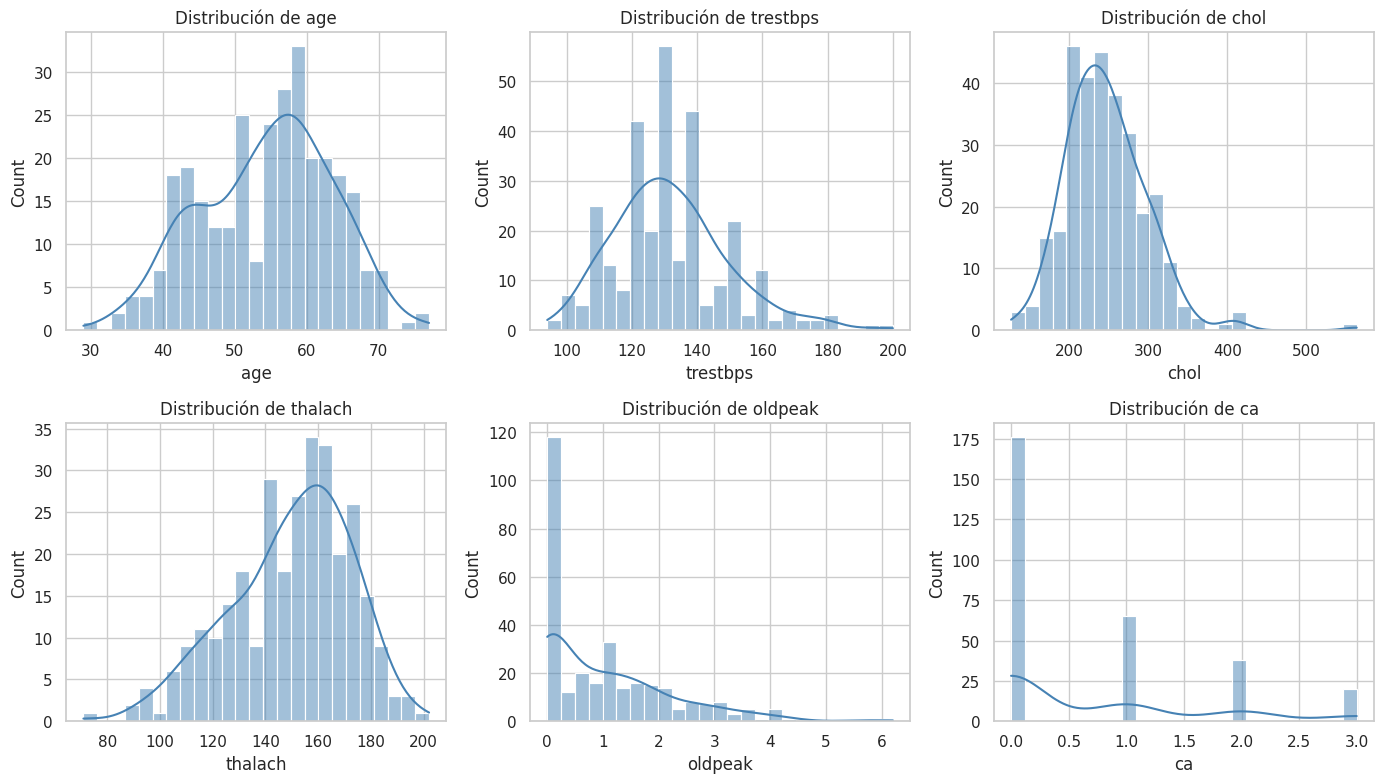 Distribución de age
Count
35
30
25
20
15
10
5
0
30 40 50 60 70
age
Distribución de trestbps
Count
50
40
30
20
10
0
100 120 140 160 180 200
trestbps
Distribución de chol
Count
40
30
20
10
0
200 300 400 500
chol
Distribución de thalach
Count
35
30
25
20
15
10
5
0
80 100 120 140 160 180 200
thalach
Distribución de oldpeak
Count
120
100
80
60
40
20
0
0 1 2 3 4 5 6
oldpeak
Distribución de ca
Count
175
150
125
100
75
50
25
0
0.0 0.5 1.0 1.5 2.0 2.5 3.0
ca